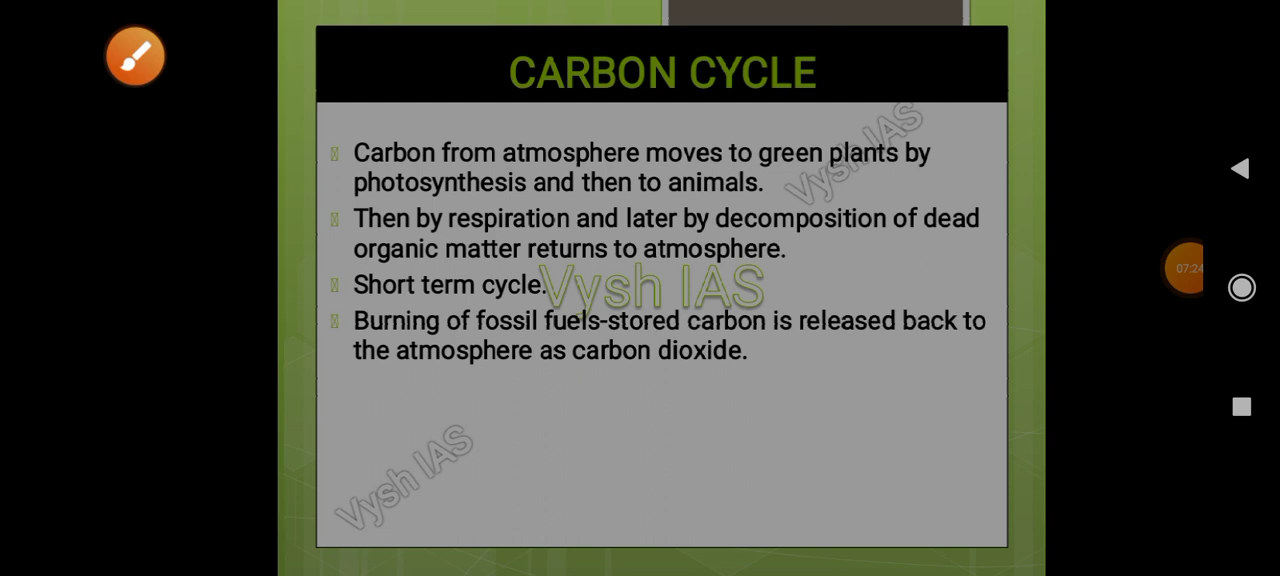 CARBON CYCLE
Vysh IAS
Carbon from atmosphere moves to green plants by
photosynthesis and then to animals.
Then by respiration and later by decomposition of dead
organic matter returns to atmosphere.
Short term cycle.
Vysh IAS
07:24
Burning of fossil fuels-stored carbon is released back to
the atmosphere as carbon dioxide.
Vysh IAS